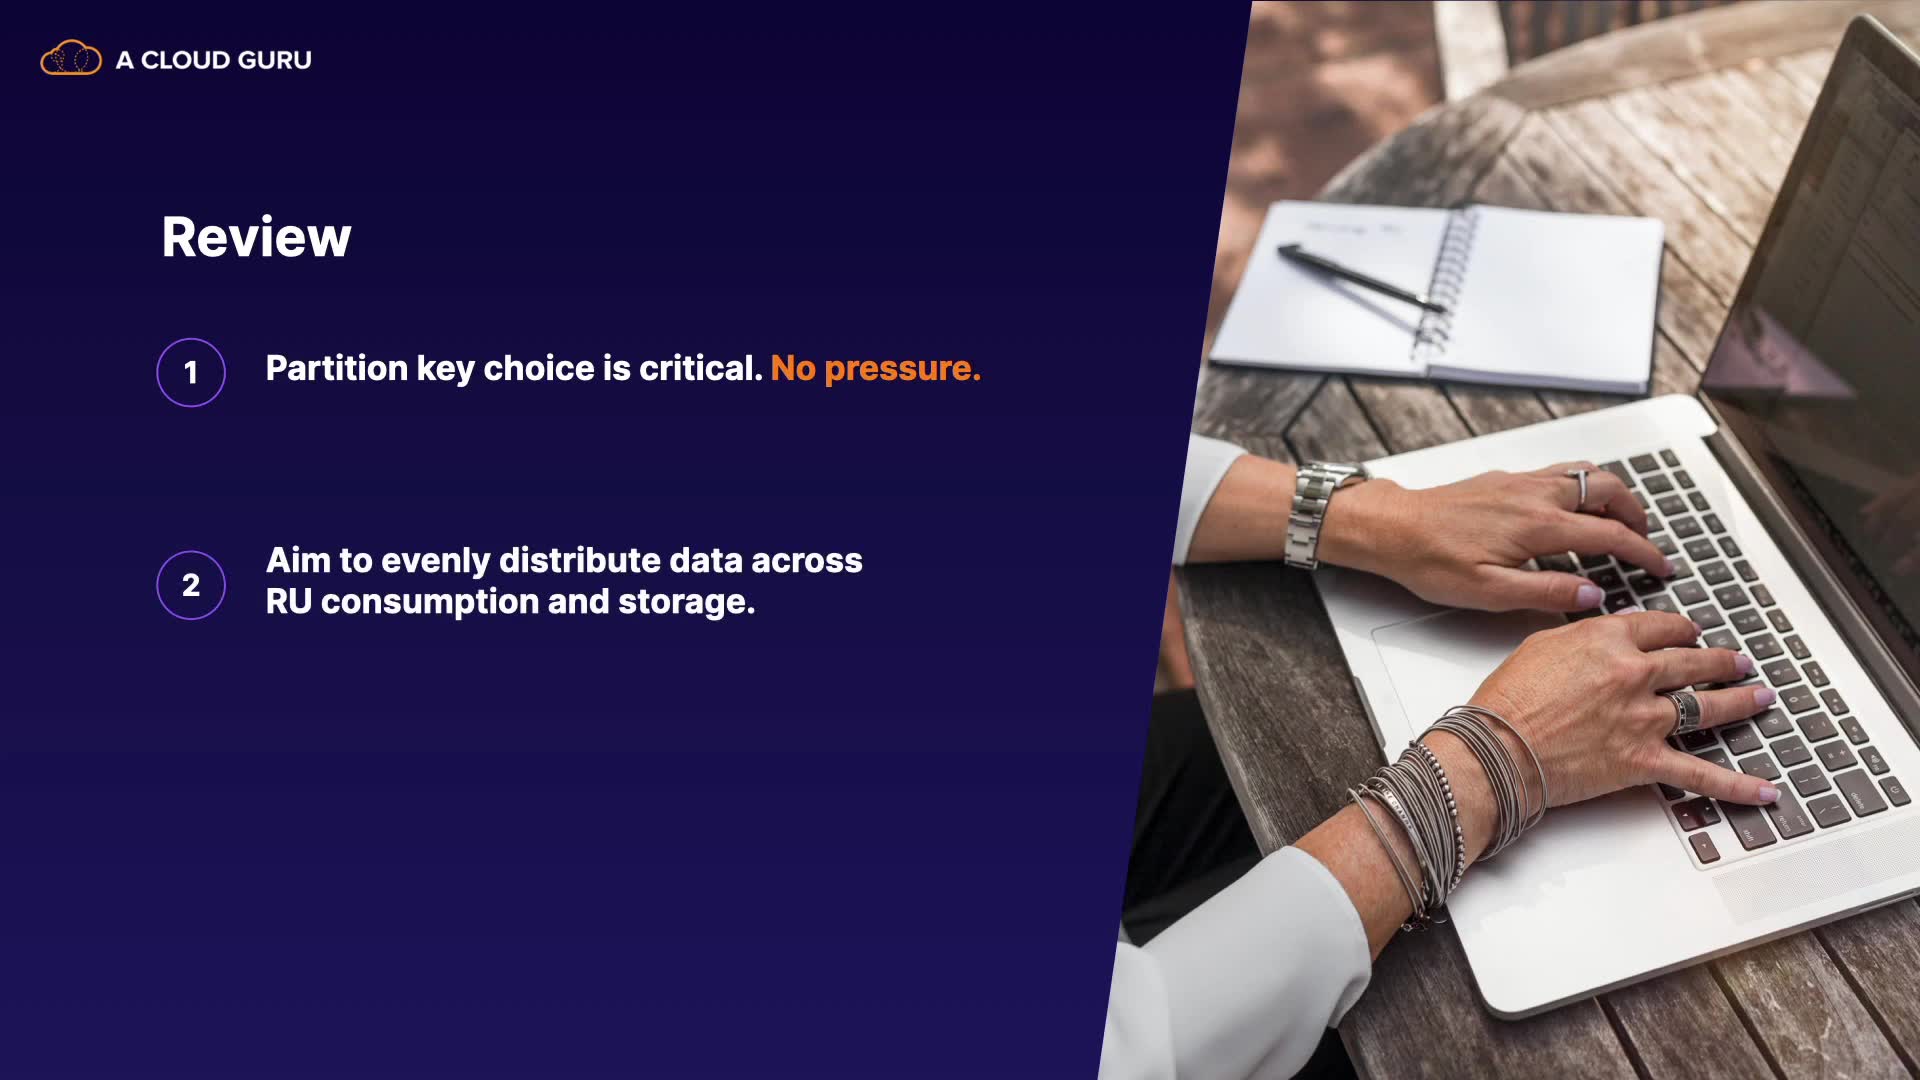 A CLOUD GURU
Review
1
Partition key choice is critical. No pressure.
2
Aim to evenly distribute data across
RU consumption and storage.